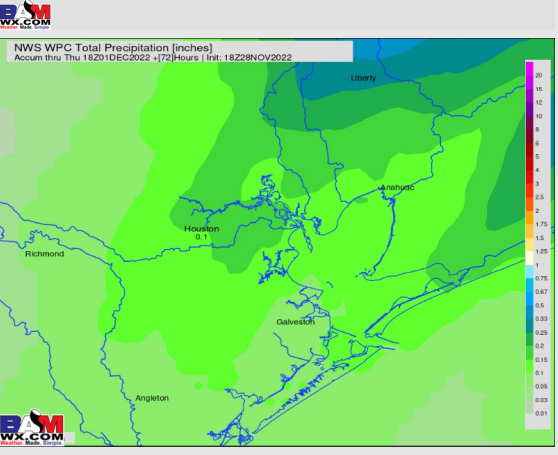 BAM
WX.COM
Weather. Made. Simple.
NWS WPC Total Precipitation [inches]
Accum thru Thu 18Z01DEC2022 +[72]Hours | Init: 18Z28NOV2022
Liberty
Anahuac
Houston
0.1
Richmond
Galveston
Angleton
20
15
12
10
8
6
5
4
3
2.5
2
1.75
1.5
1.25
1
0.75
0.67
0.5
0.33
0.25
0.2
0.15
0.1
0.05
0.03
0.01
BAM
WX.COM
Weather. Made. Simple.